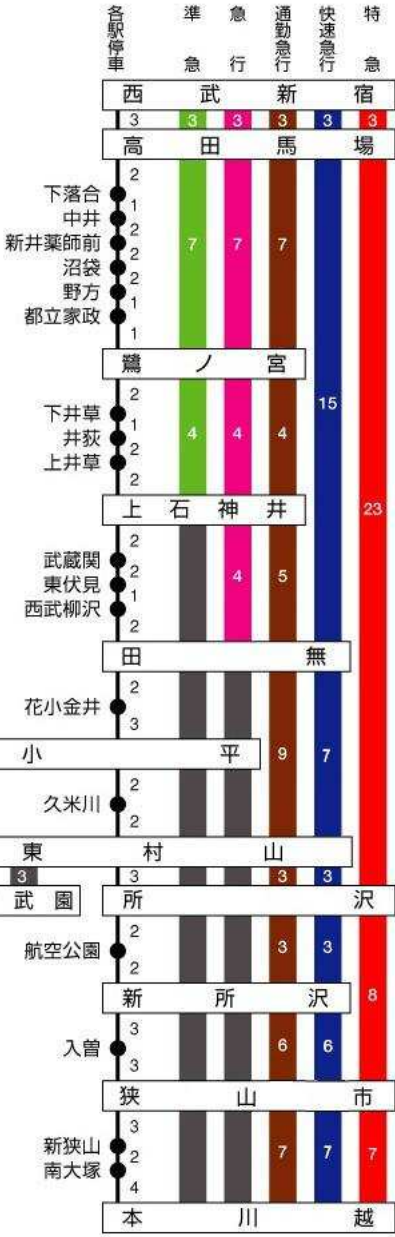 各駅停車 準急 急行 通勤急行 快速急行 特急
西武新宿
3 3 3 3 3 3
高田馬場
2
下落合
1
中井
2
新井薬師前
7 7 7
2
沼袋
2
野方
1
都立家政
1
鷺ノ宮
2
15
下井草
1
井荻
4 4 4
2
上井草
2
上石神井
23
2
武蔵関
2
4 5
東伏見
1
西武柳沢
2
田無
2
花小金井
3
小平
9 7
2
久米川
2
東村山
3 3 3 3
武園
所沢
2
航空公園
3 3
2
新所沢
8
3
入曽
6 6
3
狭山市
3
新狭山
2
7 7 7
南大塚
4
本川越